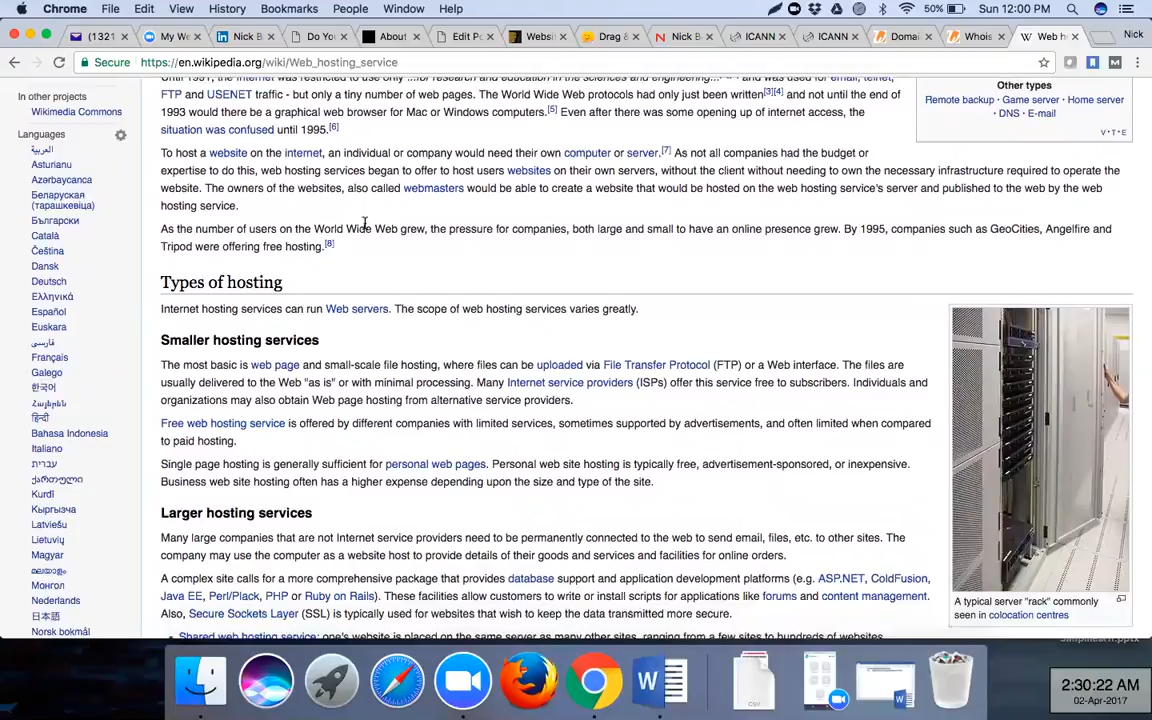 Chrome File Edit View History Bookmarks People Window Help 50% Sun 12:00 PM
(1321 My We LinkedIn Nick B Do You About Edit Po Websit Drag & Nick B ICANN ICANN Domai Whois Web h Nick
Secure https://en.wikipedia.org/wiki/Web_hosting_service
FTP and USENET traffic - but only a tiny number of web pages. The World Wide Web protocols had only just been written[3][4] and not until the end of
1993 would there be a graphical web browser for Mac or Windows computers.[5] Even after there was some opening up of internet access, the
situation was confused until 1995.[6]
To host a website on the internet, an individual or company would need their own computer or server.[7] As not all companies had the budget or
expertise to do this, web hosting services began to offer to host users websites on their own servers, without the client without needing to own the necessary infrastructure required to operate the
website. The owners of the websites, also called webmasters would be able to create a website that would be hosted on the web hosting service's server and published to the web by the web
hosting service.
As the number of users on the World Wide Web grew, the pressure for companies, both large and small to have an online presence grew. By 1995, companies such as GeoCities, Angelfire and
Tripod were offering free hosting.[8]
Types of hosting
Internet hosting services can run Web servers. The scope of web hosting services varies greatly.
Smaller hosting services
The most basic is web page and small-scale file hosting, where files can be uploaded via File Transfer Protocol (FTP) or a Web interface. The files are
usually delivered to the Web "as is" or with minimal processing. Many Internet service providers (ISPs) offer this service free to subscribers. Individuals and
organizations may also obtain Web page hosting from alternative service providers.
Free web hosting service is offered by different companies with limited services, sometimes supported by advertisements, and often limited when compared
to paid hosting.
Single page hosting is generally sufficient for personal web pages. Personal web site hosting is typically free, advertisement-sponsored, or inexpensive.
Business web site hosting often has a higher expense depending upon the size and type of the site.
Larger hosting services
Many large companies that are not Internet service providers need to be permanently connected to the web to send email, files, etc. to other sites. The
company may use the computer as a website host to provide details of their goods and services and facilities for online orders.
A complex site calls for a more comprehensive package that provides database support and application development platforms (e.g. ASP.NET, ColdFusion,
Java EE, Perl/Plack, PHP or Ruby on Rails). These facilities allow customers to write or install scripts for applications like forums and content management.
Also, Secure Sockets Layer (SSL) is typically used for websites that wish to keep the data transmitted more secure.
Shared web hosting service: one's website is placed on the same server as many other sites, ranging from a few sites to hundreds of websites.
Other types
Remote backup · Game server · Home server
· DNS · E-mail
V·T·E
A typical server "rack" commonly
seen in colocation centres
In other projects
Wikimedia Commons
Languages
العربية
Asturianu
Azərbaycanca
Беларуская
(тарашкевіца)
Български
Català
Čeština
Dansk
Deutsch
Ελληνικά
Español
Euskara
فارسی
Français
Galego
한국어
Հայերեն
हिन्दी
Bahasa Indonesia
Italiano
עברית
ქართული
Kurdî
Кыргызча
Latviešu
Lietuvių
Magyar
മലയാളം
Монгол
Nederlands
日本語
Norsk bokmål
CSV
2:30:22 AM
02-Apr-2017